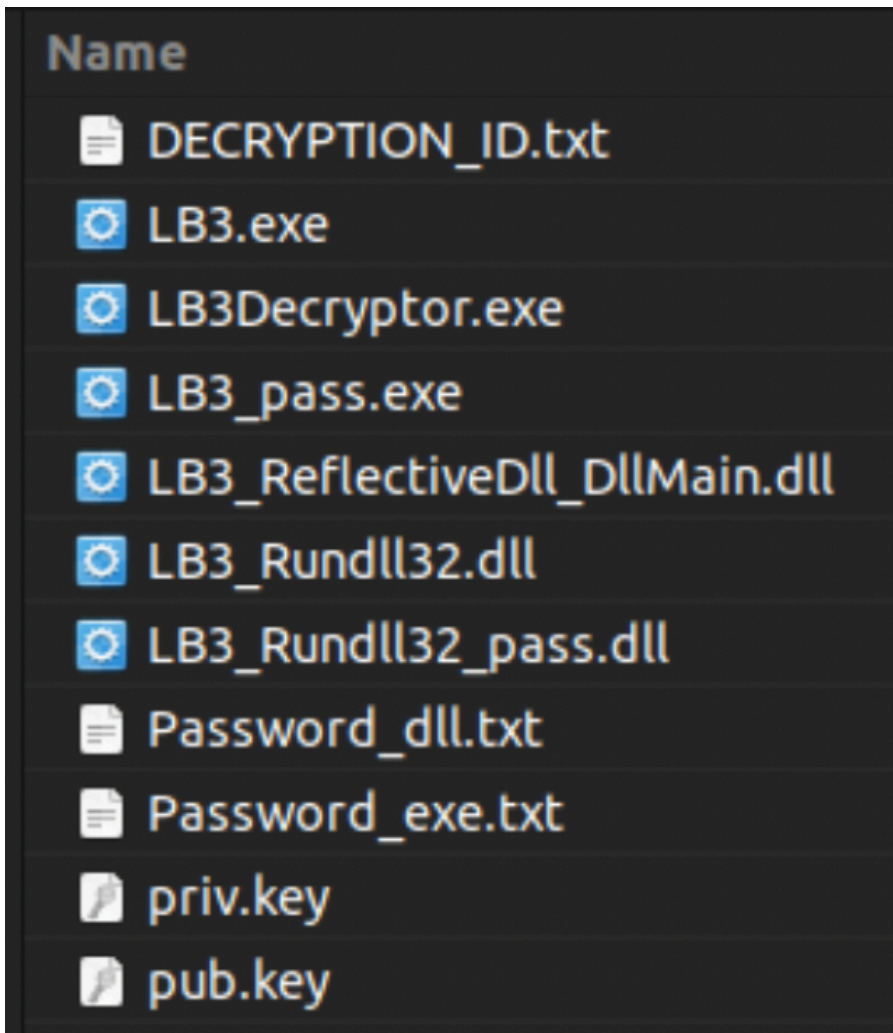 Name
DECRYPTION_ID.txt
LB3.exe
LB3Decryptor.exe
LB3_pass.exe
LB3_ReflectiveDll_DllMain.dll
LB3_Rundll32.dll
LB3_Rundll32_pass.dll
Password_dll.txt
Password_exe.txt
priv.key
pub.key